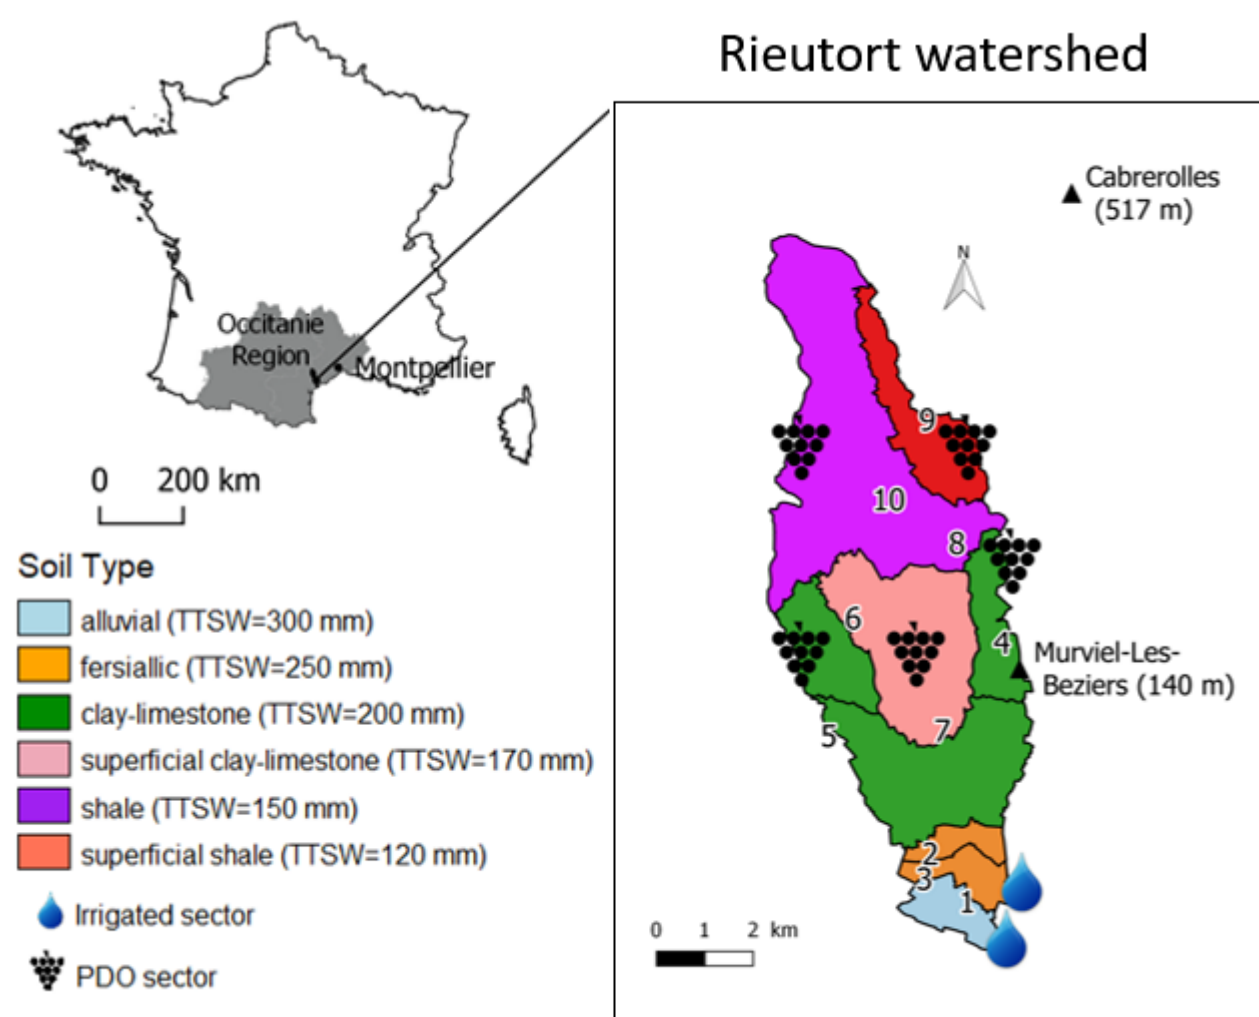 Rieutort watershed
Cabrerolles
(517 m)
N
Occitanie
Region
Montpellier
0 200 km
9
10
8
6
4
Murviel-Les-
Beziers (140 m)
7
5
2
3
1
0 1 2 km
Soil Type
alluvial (TTSW=300 mm)
fersiallic (TTSW=250 mm)
clay-limestone (TTSW=200 mm)
superficial clay-limestone (TTSW=170 mm)
shale (TTSW=150 mm)
superficial shale (TTSW=120 mm)
Irrigated sector
PDO sector